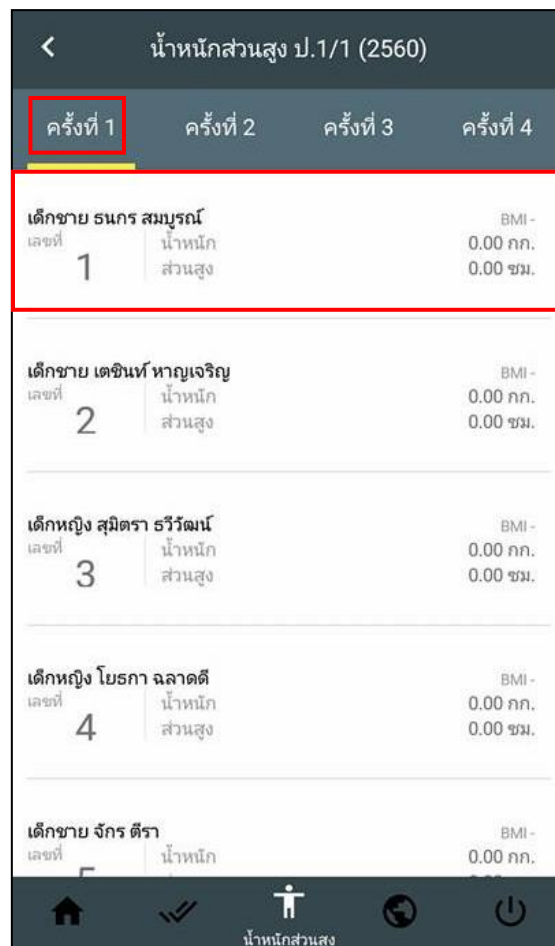 น้ำหนักส่วนสูง ป.1/1 (2560)
ครั้งที่ 1 ครั้งที่ 2 ครั้งที่ 3 ครั้งที่ 4
เด็กชาย ธนกร สมบูรณ์ BMI -
เลขที่ น้ำหนัก 0.00 กก.
1 ส่วนสูง 0.00 ซม.
เด็กชาย เตชินท์ หาญเจริญ BMI -
เลขที่ น้ำหนัก 0.00 กก.
2 ส่วนสูง 0.00 ซม.
เด็กหญิง สุมิตรา ธวีวัฒน์ BMI -
เลขที่ น้ำหนัก 0.00 กก.
3 ส่วนสูง 0.00 ซม.
เด็กหญิง โยธกา ฉลาดดี BMI -
เลขที่ น้ำหนัก 0.00 กก.
4 ส่วนสูง 0.00 ซม.
เด็กชาย จักร ตีรา BMI -
เลขที่ น้ำหนัก 0.00 กก.
น้ำหนักส่วนสูง